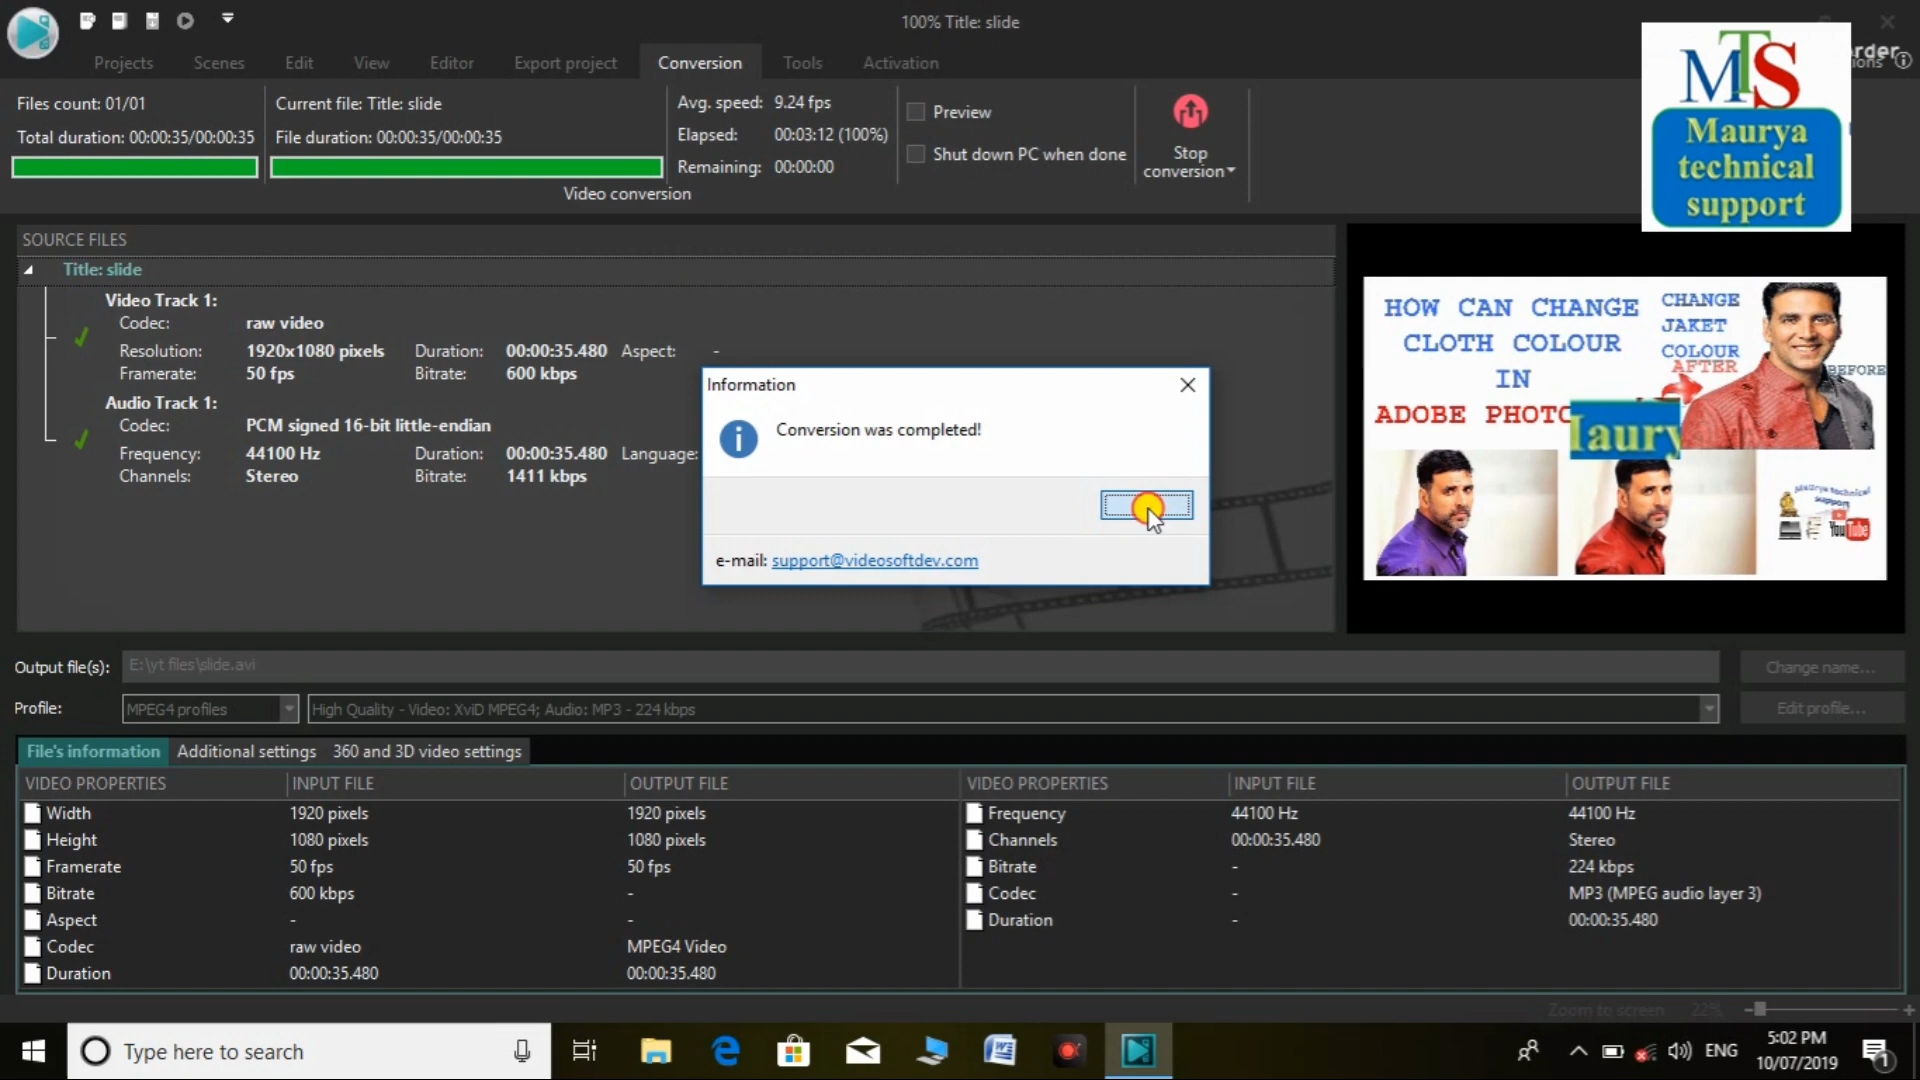 100% Title: slide
Projects
Scenes
Edit
View
Editor
Export project
Conversion
Tools
Activation
Files count: 01/01
Total duration: 00:00:35/00:00:35
Current file: Title: slide
File duration: 00:00:35/00:00:35
Avg. speed: 9.24 fps
Elapsed: 00:03:12 (100%)
Remaining: 00:00:00
Preview
Shut down PC when done
Stop
conversion
Video conversion
MTS
Maurya
technical
support
SOURCE FILES
Title: slide
Video Track 1:
Codec: raw video
Resolution: 1920x1080 pixels Duration: 00:00:35.480 Aspect: -
Framerate: 50 fps Bitrate: 600 kbps
Audio Track 1:
Codec: PCM signed 16-bit little-endian
Frequency: 44100 Hz Duration: 00:00:35.480 Language:
Channels: Stereo Bitrate: 1411 kbps
Information
Conversion was completed!
e-mail: support@videosoftdev.com
HOW CAN CHANGE
CLOTH COLOUR
IN
ADOBE PHOTO
CHANGE
JAKET
COLOUR
AFTER
BEFORE
Maurya technical
support
YouTube
Output file(s): E:\yt files\slide.avi
Change name...
Profile: MPEG4 profiles High Quality - Video: XviD MPEG4; Audio: MP3 - 224 kbps
Edit profile...
File's information Additional settings 360 and 3D video settings
VIDEO PROPERTIES INPUT FILE OUTPUT FILE
Width 1920 pixels 1920 pixels
Height 1080 pixels 1080 pixels
Framerate 50 fps 50 fps
Bitrate 600 kbps -
Aspect - -
Codec raw video MPEG4 Video
Duration 00:00:35.480 00:00:35.480
VIDEO PROPERTIES INPUT FILE OUTPUT FILE
Frequency 44100 Hz 44100 Hz
Channels 00:00:35.480 Stereo
Bitrate - 224 kbps
Codec - MP3 (MPEG audio layer 3)
Duration - 00:00:35.480
Zoom to screen 22%
Type here to search
ENG
5:02 PM
10/07/2019
1